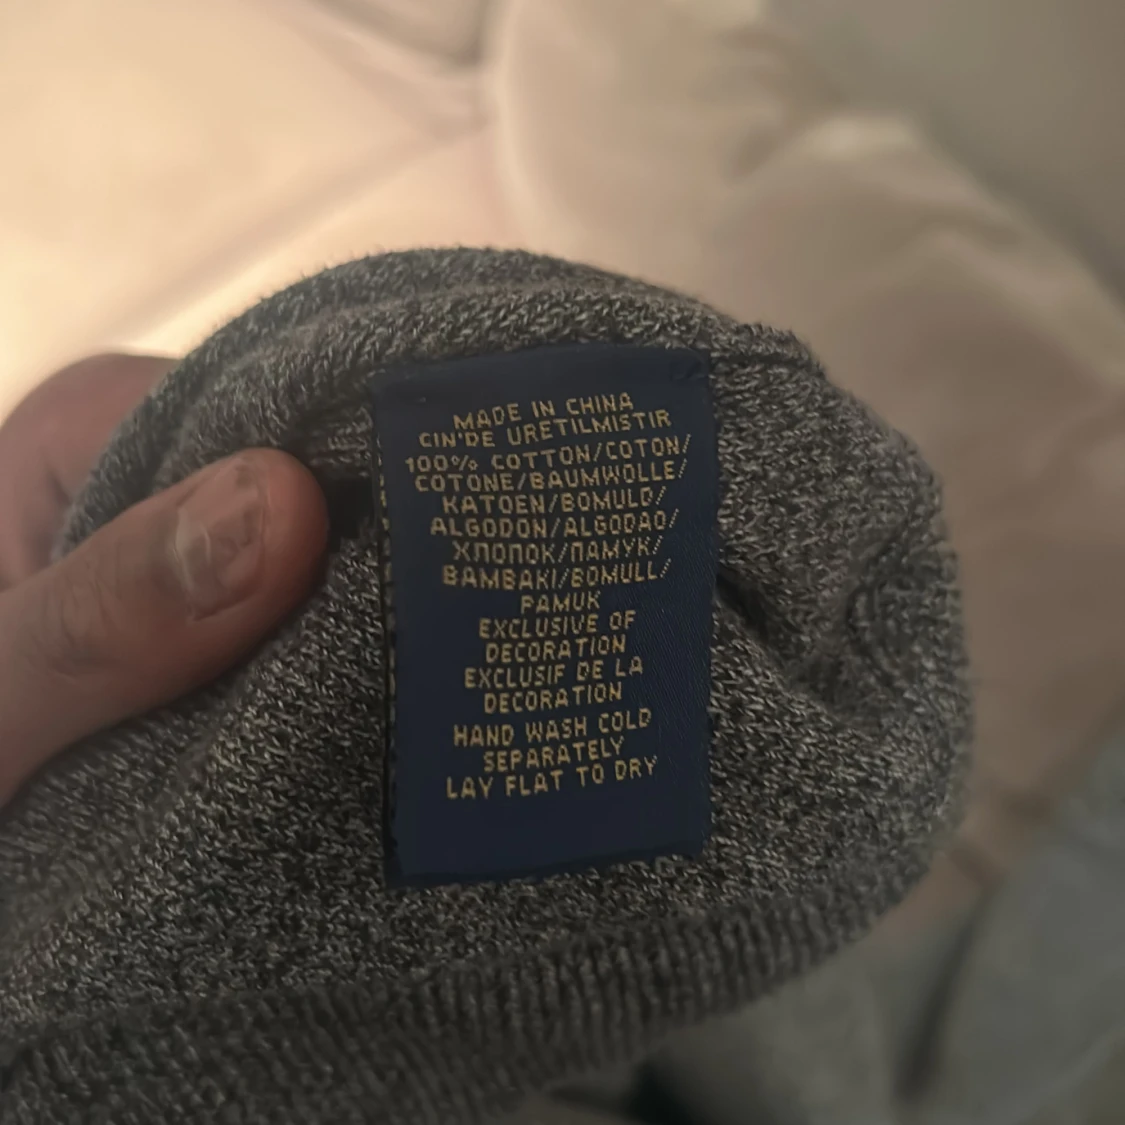 MADE IN CHINA
CIN'DE URETILMISTIR
100% COTTON/COTON/
COTONE/BAUMWOLLE/
KATOEN/BOMULD/
ALGODON/ALGODAO/
ХЛОПОК/ПАМУК/
BAMBAKI/BOMULL/
PAMUK
EXCLUSIVE OF
DECORATION
EXCLUSIF DE LA
DECORATION
HAND WASH COLD
SEPARATELY
LAY FLAT TO DRY